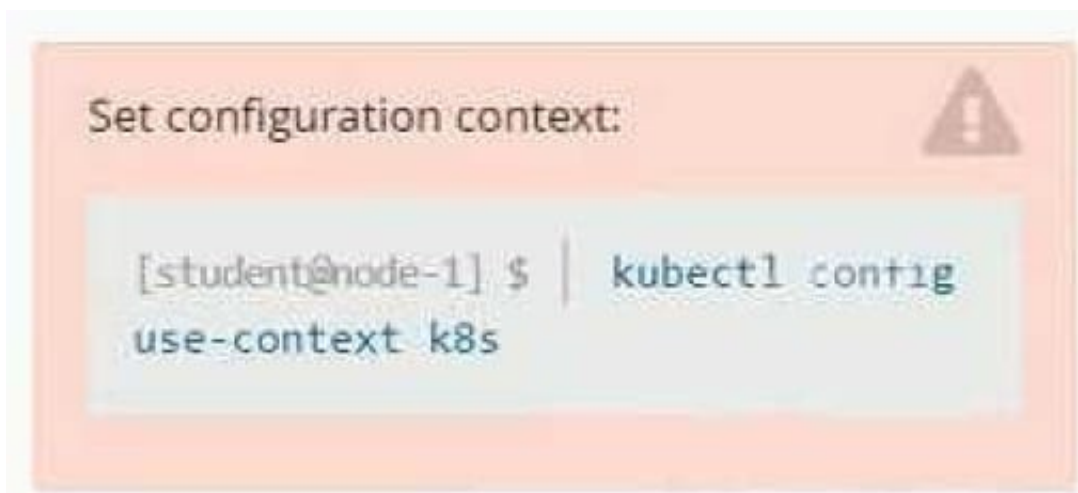 Set configuration context:
[student@node-1] $ | kubectl config
use-context k8s